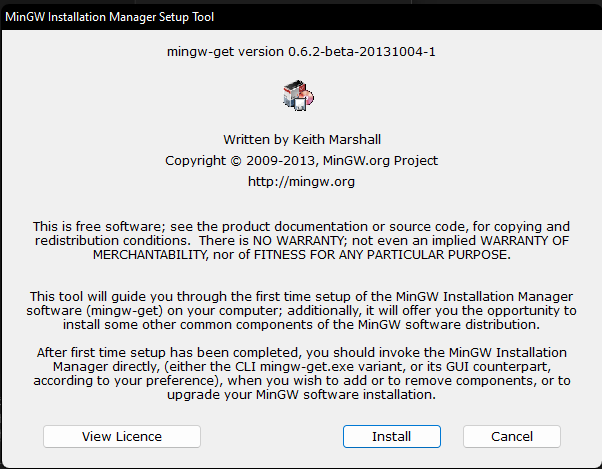 MinGW Installation Manager Setup Tool
mingw-get version 0.6.2-beta-20131004-1
Written by Keith Marshall
Copyright © 2009-2013, MinGW.org Project
http://mingw.org
This is free software; see the product documentation or source code, for copying and
redistribution conditions.  There is NO WARRANTY; not even an implied WARRANTY OF
MERCHANTABILITY, nor of FITNESS FOR ANY PARTICULAR PURPOSE.
This tool will guide you through the first time setup of the MinGW Installation Manager
software (mingw-get) on your computer; additionally, it will offer you the opportunity to
install some other common components of the MinGW software distribution.
After first time setup has been completed, you should invoke the MinGW Installation
Manager directly, (either the CLI mingw-get.exe variant, or its GUI counterpart,
according to your preference), when you wish to add or to remove components, or to
upgrade your MinGW software installation.
View Licence
Install
Cancel